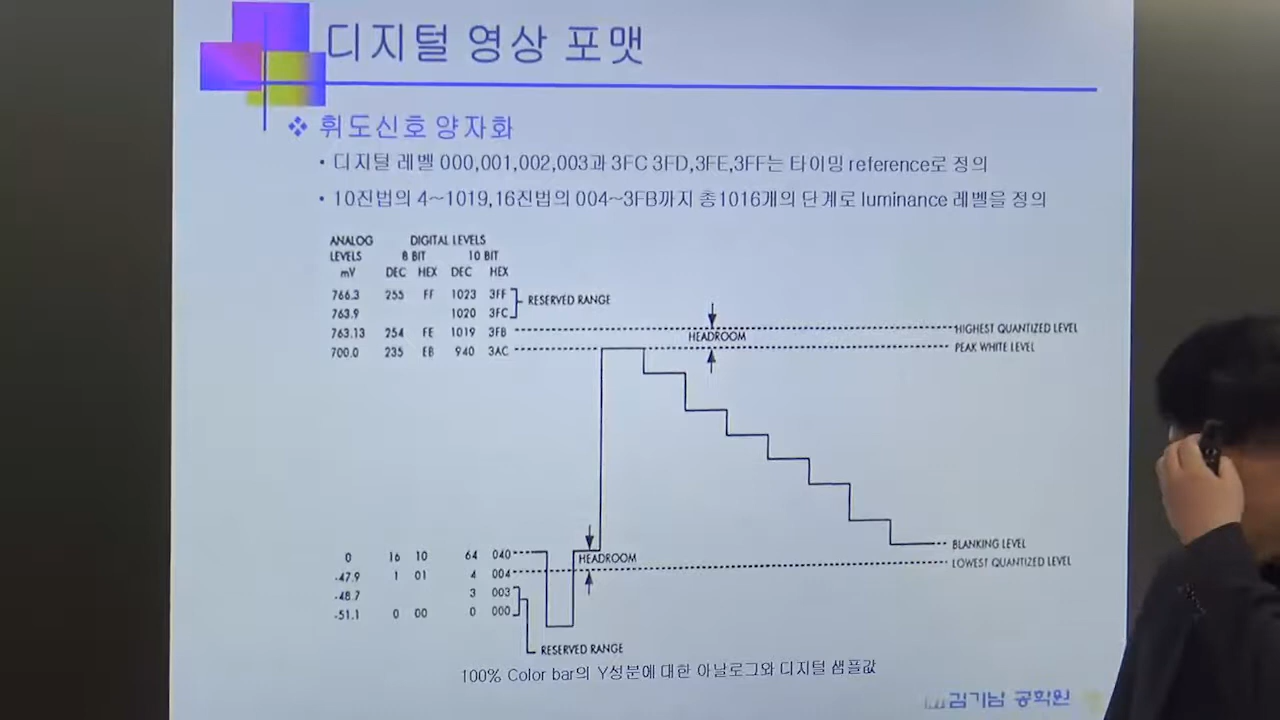 디지털 영상 포맷
❖ 휘도신호 양자화
• 디지털 레벨 000,001,002,003과 3FC 3FD,3FE,3FF는 타이밍 reference로 정의
• 10진법의 4~1019,16진법의 004~3FB까지 총1016개의 단계로 luminance 레벨을 정의
ANALOG DIGITAL LEVELS
LEVELS 8 BIT 10 BIT
mV DEC HEX DEC HEX
766.3 255 FF 1023 3FF RESERVED RANGE
763.9 1020 3FC
763.13 254 FE 1019 3FB HIGHEST QUANTIZED LEVEL
HEADROOM
700.0 235 EB 940 3AC PEAK WHITE LEVEL
0 16 10 64 040 BLANKING LEVEL
HEADROOM
-47.9 1 01 4 004 LOWEST QUANTIZED LEVEL
-48.7 3 003
-51.1 0 00 0 000
RESERVED RANGE
100% Color bar의 Y성분에 대한 아날로그와 디지털 샘플값
김기남 공학원